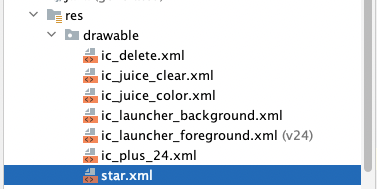 res
drawable
ic_delete.xml
ic_juice_clear.xml
ic_juice_color.xml
ic_launcher_background.xml
ic_launcher_foreground.xml (v24)
ic_plus_24.xml
star.xml